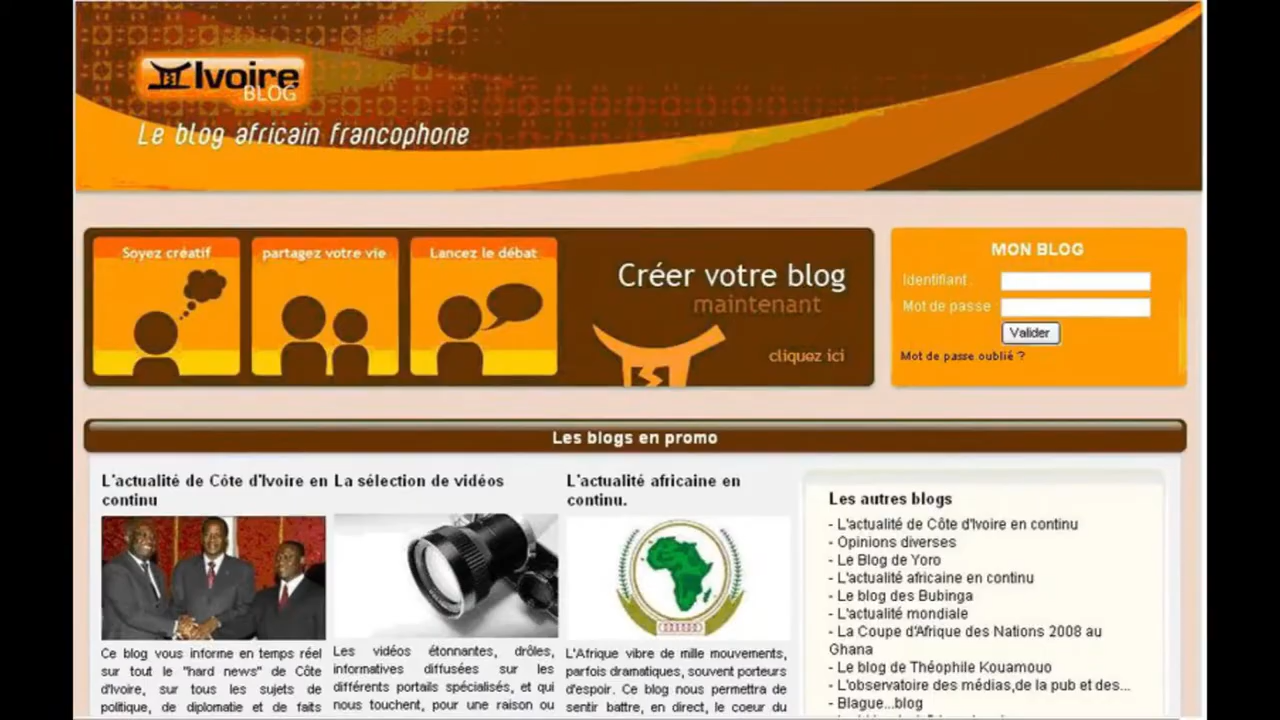 Ivoire
BLOG
Le blog africain francophone
Soyez créatif
partagez votre vie
Lancez le débat
Créer votre blog
maintenant
cliquez ici
MON BLOG
Identifiant
Mot de passe
Valider
Mot de passe oublié ?
Les blogs en promo
L'actualité de Côte d'Ivoire en
continu
Ce blog vous informe en temps réel
sur tout le "hard news" de Côte
d'Ivoire, sur tous les sujets de
politique, de diplomatie et de faits
La sélection de vidéos
Les vidéos étonnantes, drôles,
informatives diffusées sur les
différents portails spécialisés, et qui
nous touchent, pour une raison ou
L'actualité africaine en
continu.
L'Afrique vibre de mille mouvements,
parfois dramatiques, souvent porteurs
d'espoir. Ce blog nous permettra de
sentir battre, en direct, le coeur du
Les autres blogs
- L'actualité de Côte d'Ivoire en continu
- Opinions diverses
- Le Blog de Yoro
- L'actualité africaine en continu
- Le blog des Bubinga
- L'actualité mondiale
- La Coupe d'Afrique des Nations 2008 au
Ghana
- Le blog de Théophile Kouamouo
- L'observatoire des médias,de la pub et des...
- Blague...blog